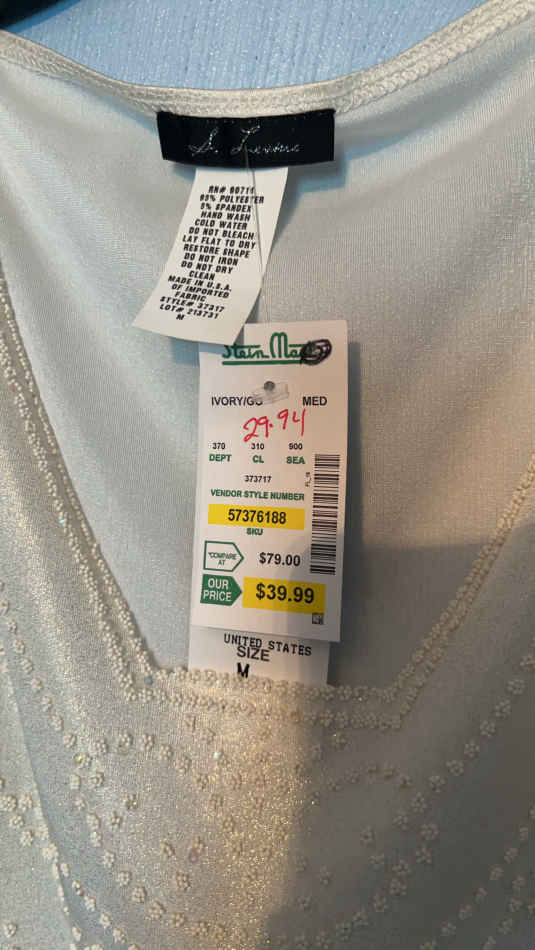 S. Levine
RN# 90711
95% POLYESTER
5% SPANDEX
HAND WASH
COLD WATER
DO NOT BLEACH
LAY FLAT TO DRY
RESTORE SHAPE
DO NOT IRON
DO NOT DRY
CLEAN
MADE IN U.S.A.
OF IMPORTED
FABRIC
STYLE# 37317
LOT# 213731
M
Stein Ma
IVORY/GO MED
29.94
370 310 900
DEPT CL SEA
373717
VENDOR STYLE NUMBER
57376188
SKU
*COMPARE
AT
$79.00
OUR
PRICE
$39.99
UNITED STATES
SIZE
M